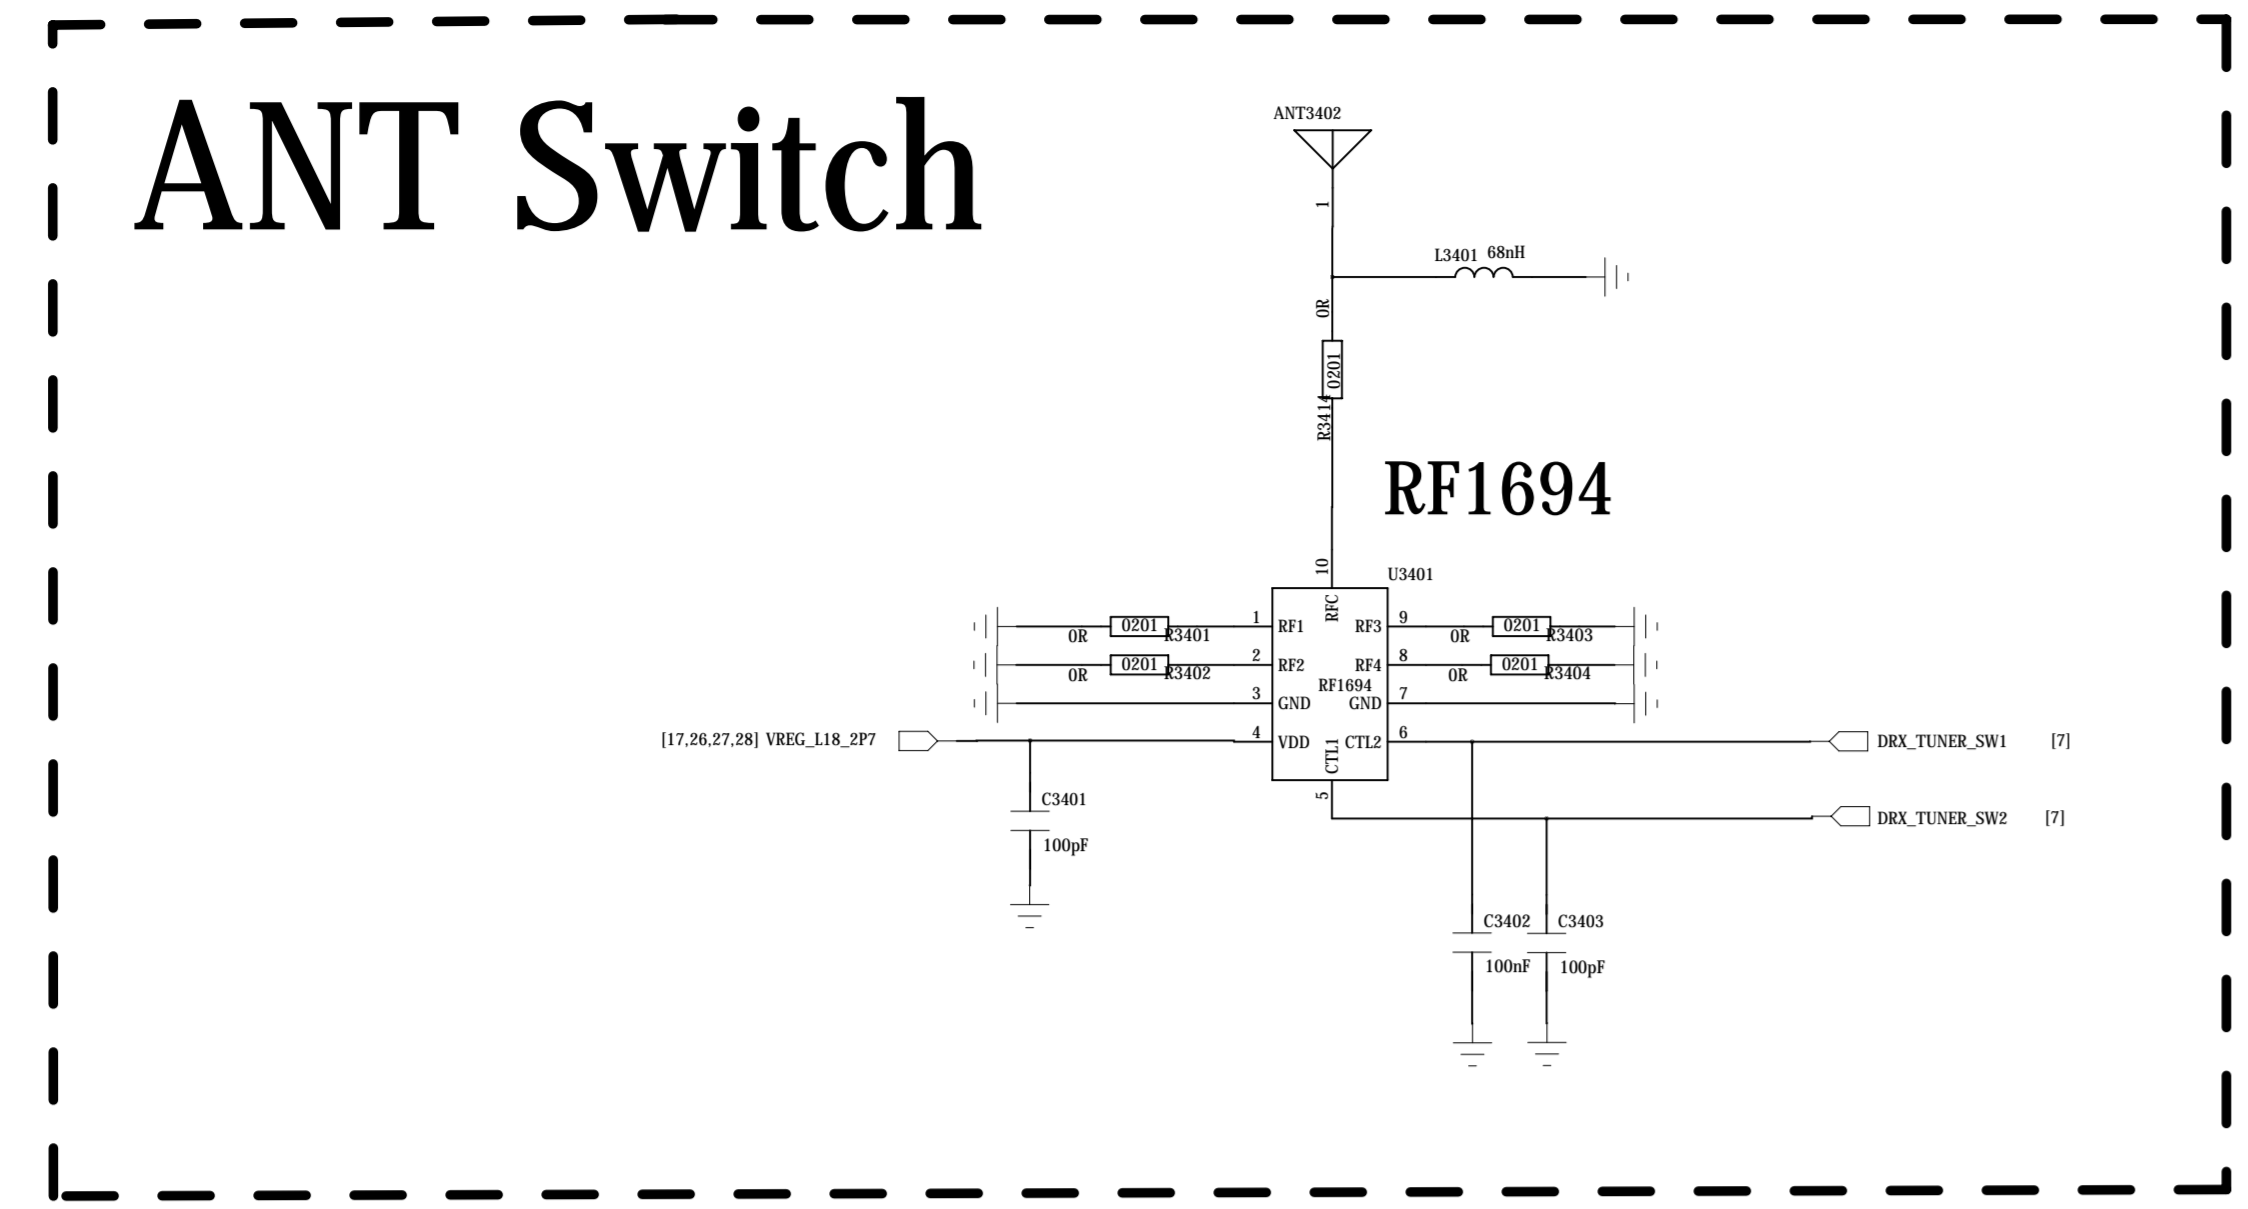 ANT Switch
ANT3402
1
L3401 68nH
0R
0201
R3414
RF1694
10
U3401
RFC
0R 0201 R3401 1 RF1
RF3 9 0R 0201 R3403
0R 0201 R3402 2 RF2
RF4 8 0R 0201 R3404
RF1694
3 GND
GND 7
[17,26,27,28] VREG_L18_2P7 4 VDD
CTL1
CTL2 6 DRX_TUNER_SW1 [7]
5
DRX_TUNER_SW2 [7]
C3401
100pF
C3402
100nF
C3403
100pF